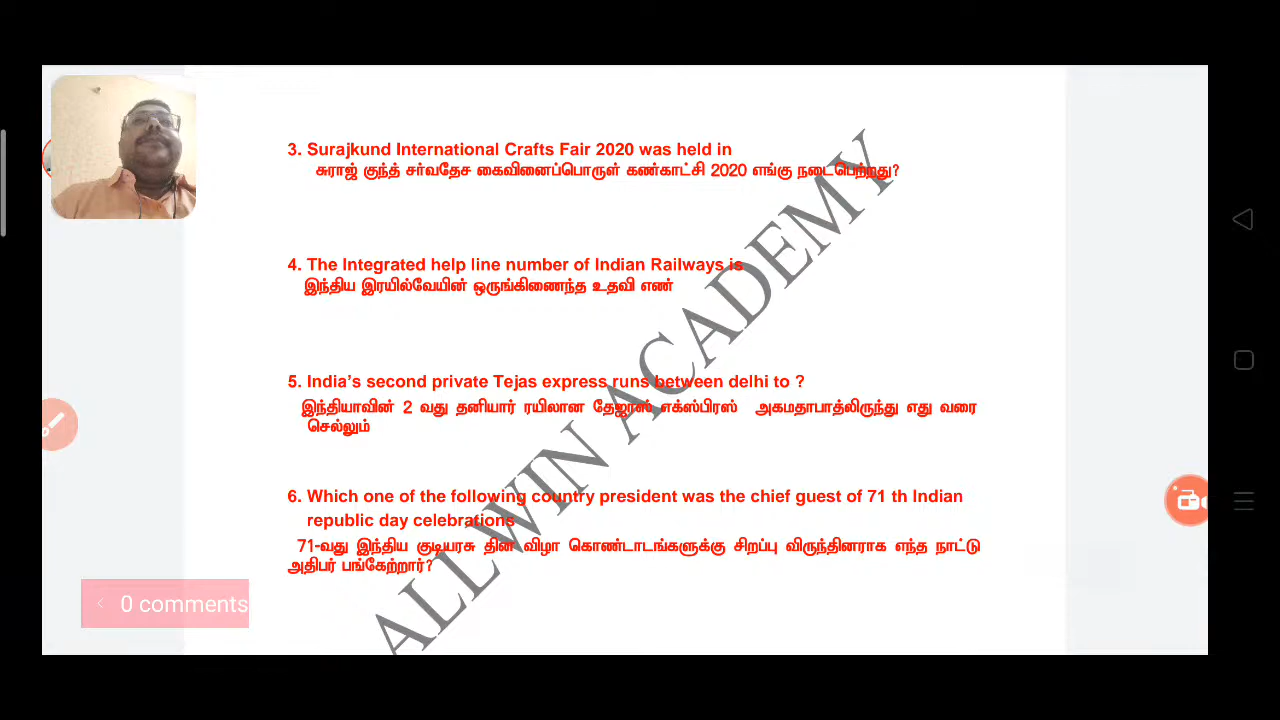 3. Surajkund International Crafts Fair 2020 was held in
சுராஜ் குந்த் சர்வதேச கைவினைப்பொருள் கண்காட்சி 2020 எங்கு நடைபெற்றது?
4. The Integrated help line number of Indian Railways is
இந்திய இரயில்வேயின் ஒருங்கிணைந்த உதவி எண்
5. India's second private Tejas express runs between delhi to ?
இந்தியாவின் 2 வது தனியார் ரயிலான தேஜாஸ் எக்ஸ்பிரஸ் அகமதாபாத்லிருந்து எது வரை
செல்லும்
6. Which one of the following country president was the chief guest of 71 th Indian
republic day celebrations
71-வது இந்திய குடியரசு தின விழா கொண்டாடங்களுக்கு சிறப்பு விருந்தினராக எந்த நாட்டு
அதிபர் பங்கேற்றார்?
ALLWIN ACADEMY
0 comments